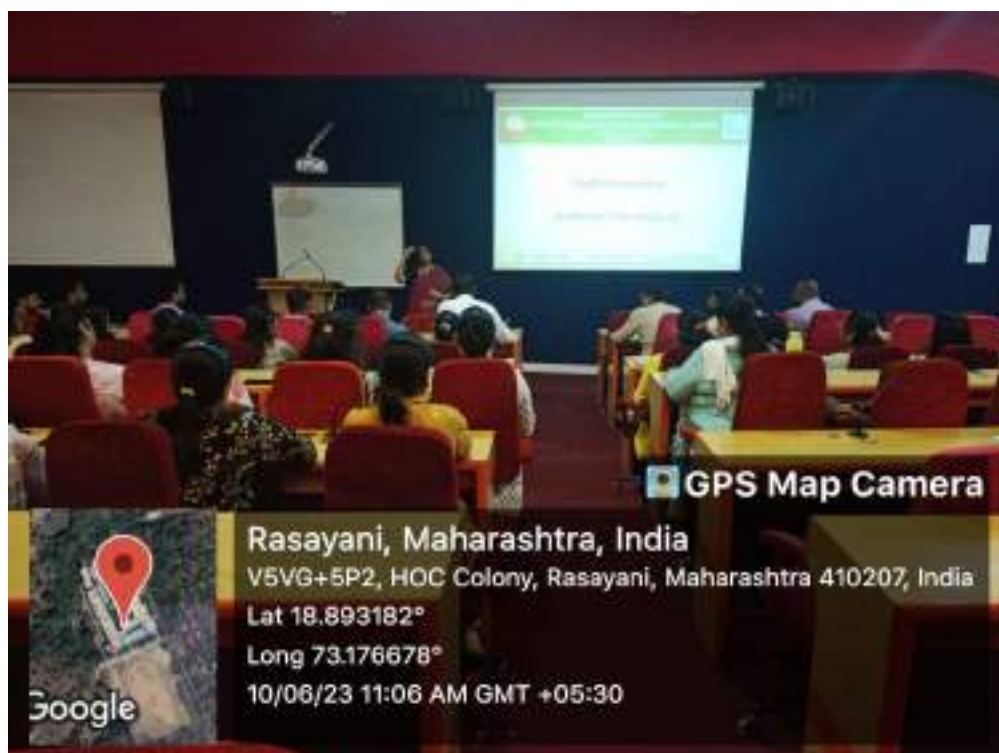 GPS Map Camera
Rasayani, Maharashtra, India
V5VG+5P2, HOC Colony, Rasayani, Maharashtra 410207, India
Lat 18.893182°
Long 73.176678°
10/06/23 11:06 AM GMT +05:30
Google